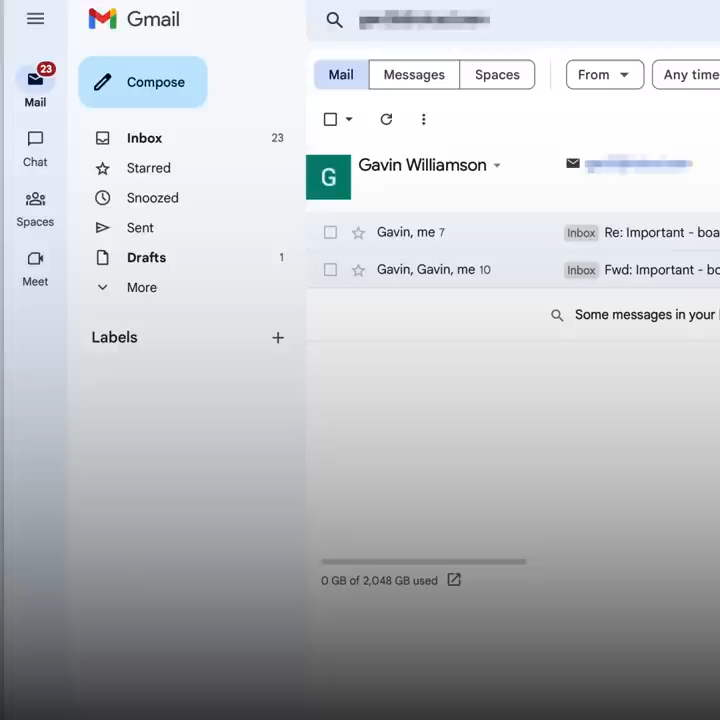 Gmail
23
Mail
Chat
Spaces
Meet
Compose
Inbox 23
Starred
Snoozed
Sent
Drafts 1
More
Labels
Mail Messages Spaces From Any time
G Gavin Williamson
Gavin, me 7 Inbox Re: Important - boa
Gavin, Gavin, me 10 Inbox Fwd: Important - bo
Some messages in your
0 GB of 2,048 GB used